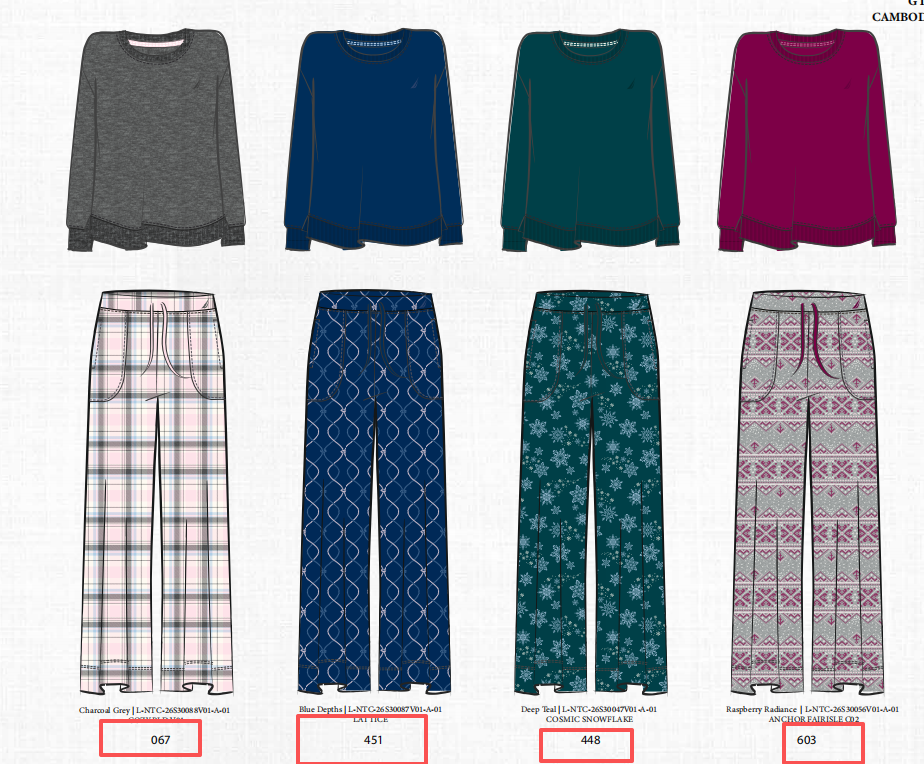 CAMBOD
Charcoal Grey | L-NTC-26S30088V01-A-01
067
Blue Depths | L-NTC-26S30087V01-A-01
LATTICE
451
Deep Teal | L-NTC-26S30047V01-A-01
COSMIC SNOWFLAKE
448
Raspberry Radiance | L-NTC-26S30056V01-A-01
ANCHOR FAIRISLE C02
603